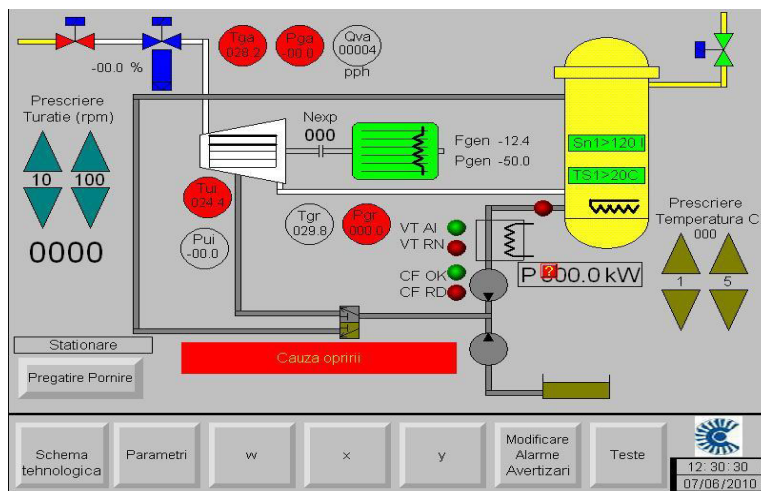 Tga
028.2
Pga
-00.0
Qva
00004
pph
-00.0 %
Prescriere
Turatie (rpm)
10 100
0000
Nexp
000
Fgen -12.4
Pgen -50.0
Sn1>120 l
TS1>20C
Tui
024.4
Pui
-00.0
Tgr
029.8
Pgr
000.0
VT AI
VT RN
CF OK
CF RD
P 000.0 kW
?
Prescriere
Temperatura C
000
1 5
Stationare
Pregatire Pornire
Cauza opririi
Schema
tehnologica
Parametri
w
x
y
Modificare
Alarme
Avertizari
Teste
12:30:30
07/06/2010